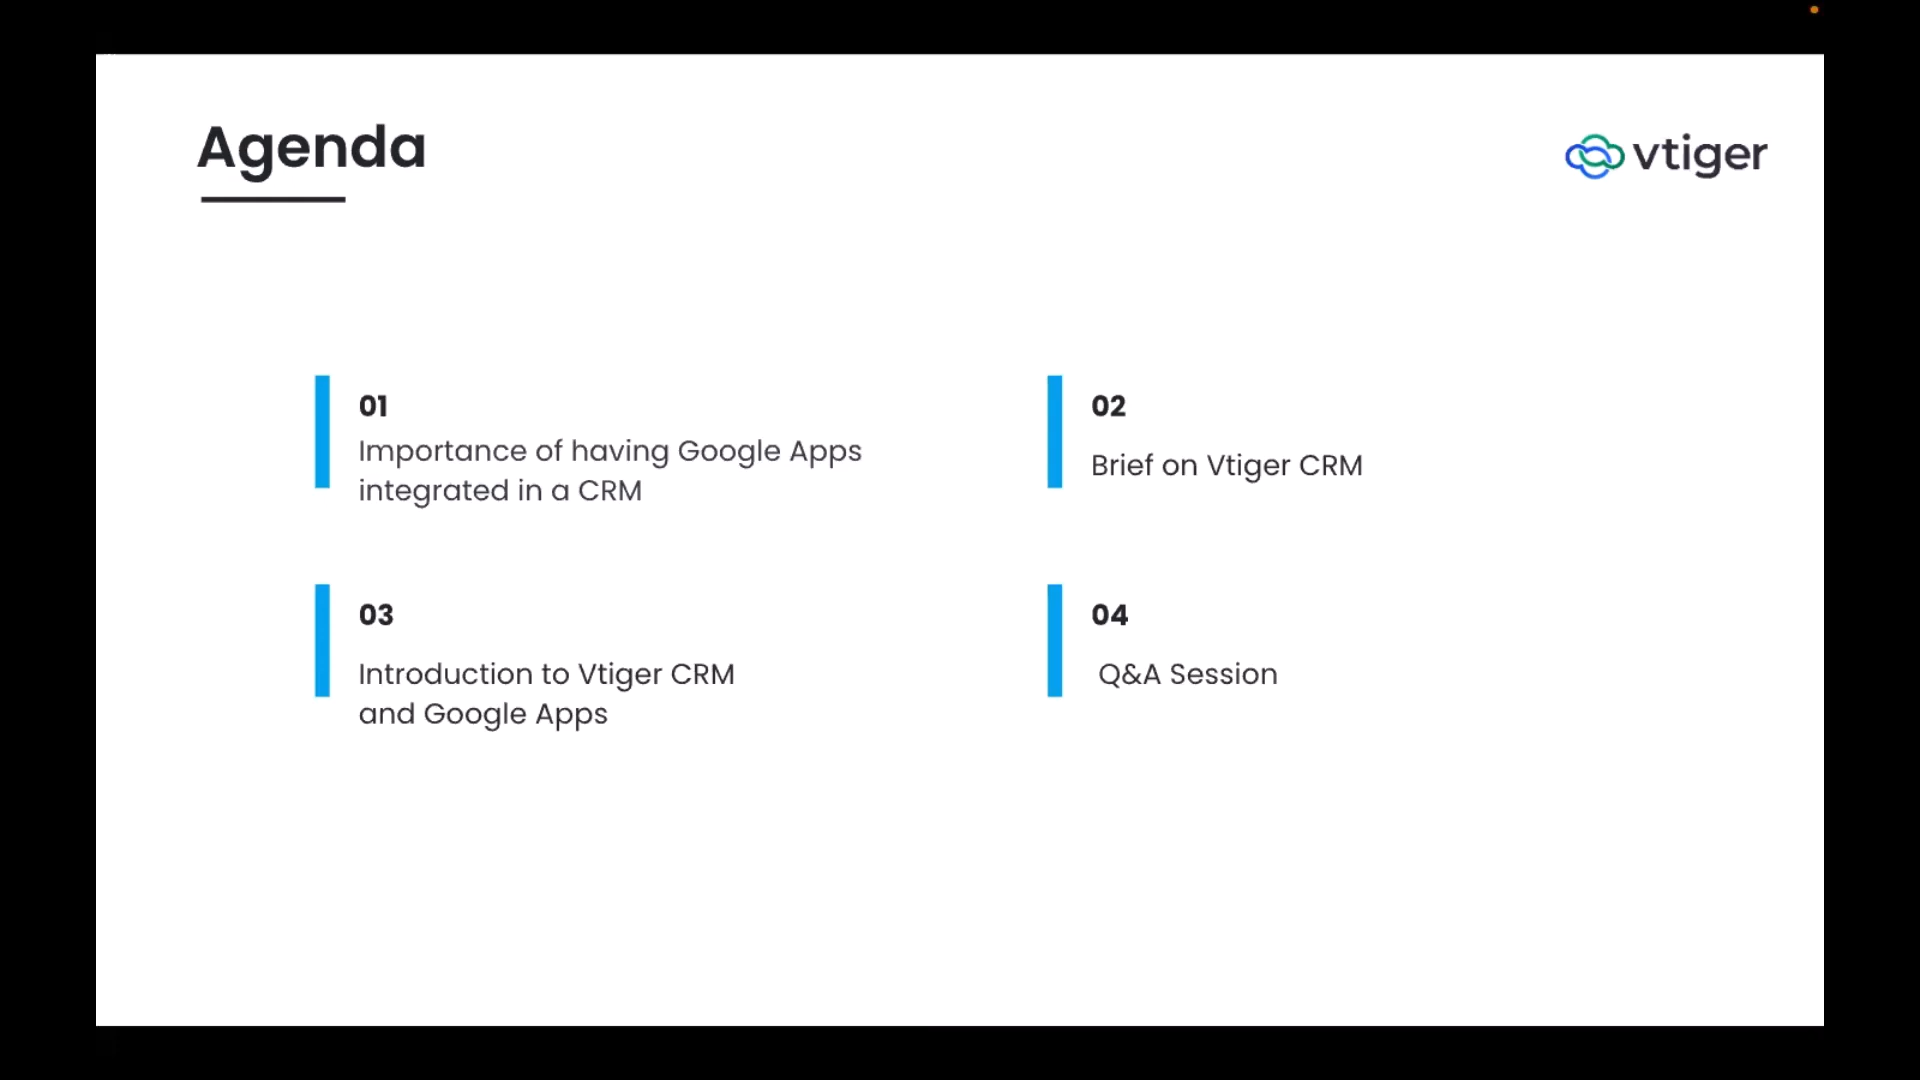 Agenda
vtiger
01
Importance of having Google Apps
integrated in a CRM
02
Brief on Vtiger CRM
03
Introduction to Vtiger CRM
and Google Apps
04
Q&A Session